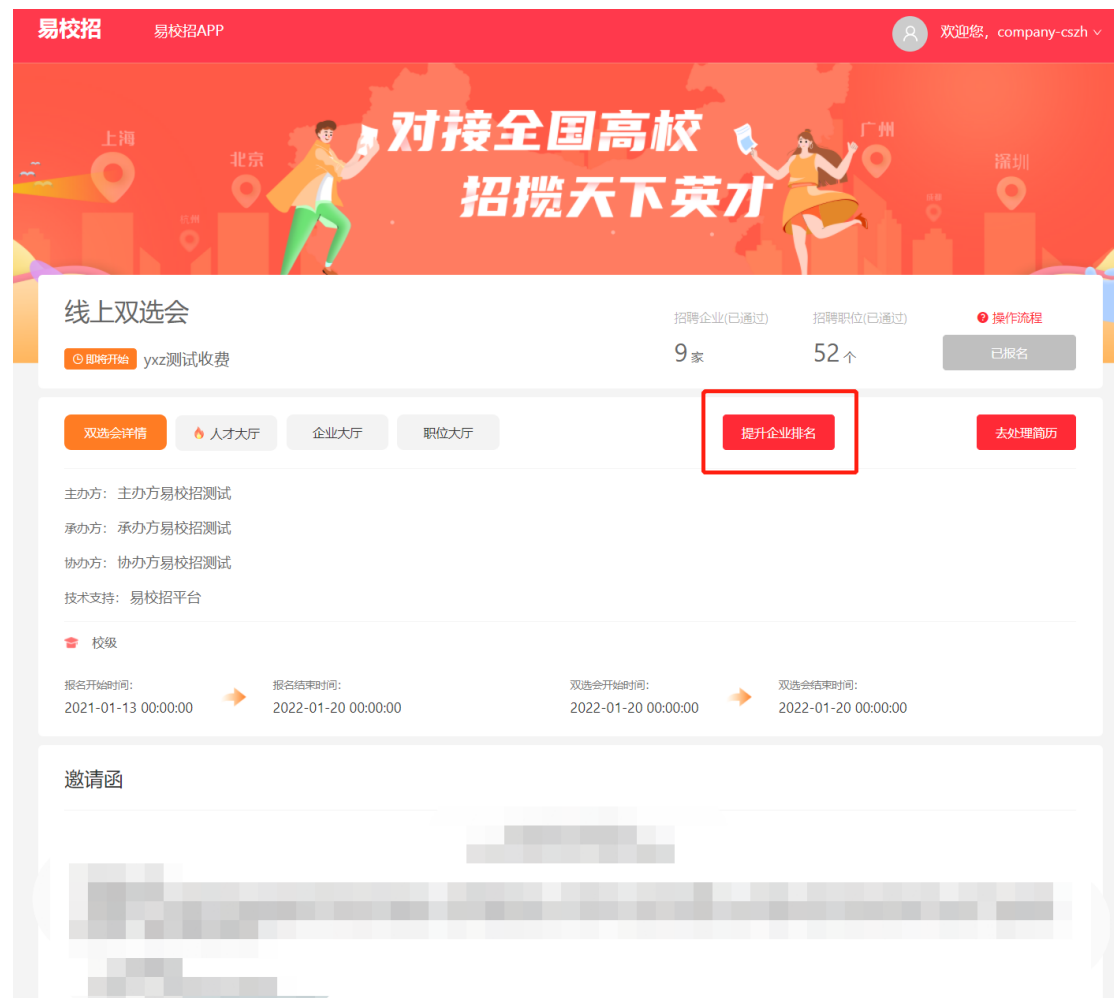 易校招 易校招APP 欢迎您，company-cszh
对接全国高校
招揽天下英才
上海
北京
杭州
广州
深圳
线上双选会
招聘企业(已通过) 招聘职位(已通过) 操作流程
即将开始 yxz测试收费 9家 52个 已报名
双选会详情 人才大厅 企业大厅 职位大厅 提升企业排名 去处理简历
主办方：主办方易校招测试
承办方：承办方易校招测试
协办方：协办方易校招测试
技术支持：易校招平台
校级
报名开始时间： 报名结束时间： 双选会开始时间： 双选会结束时间：
2021-01-13 00:00:00 2022-01-20 00:00:00 2022-01-20 00:00:00 2022-01-20 00:00:00
邀请函